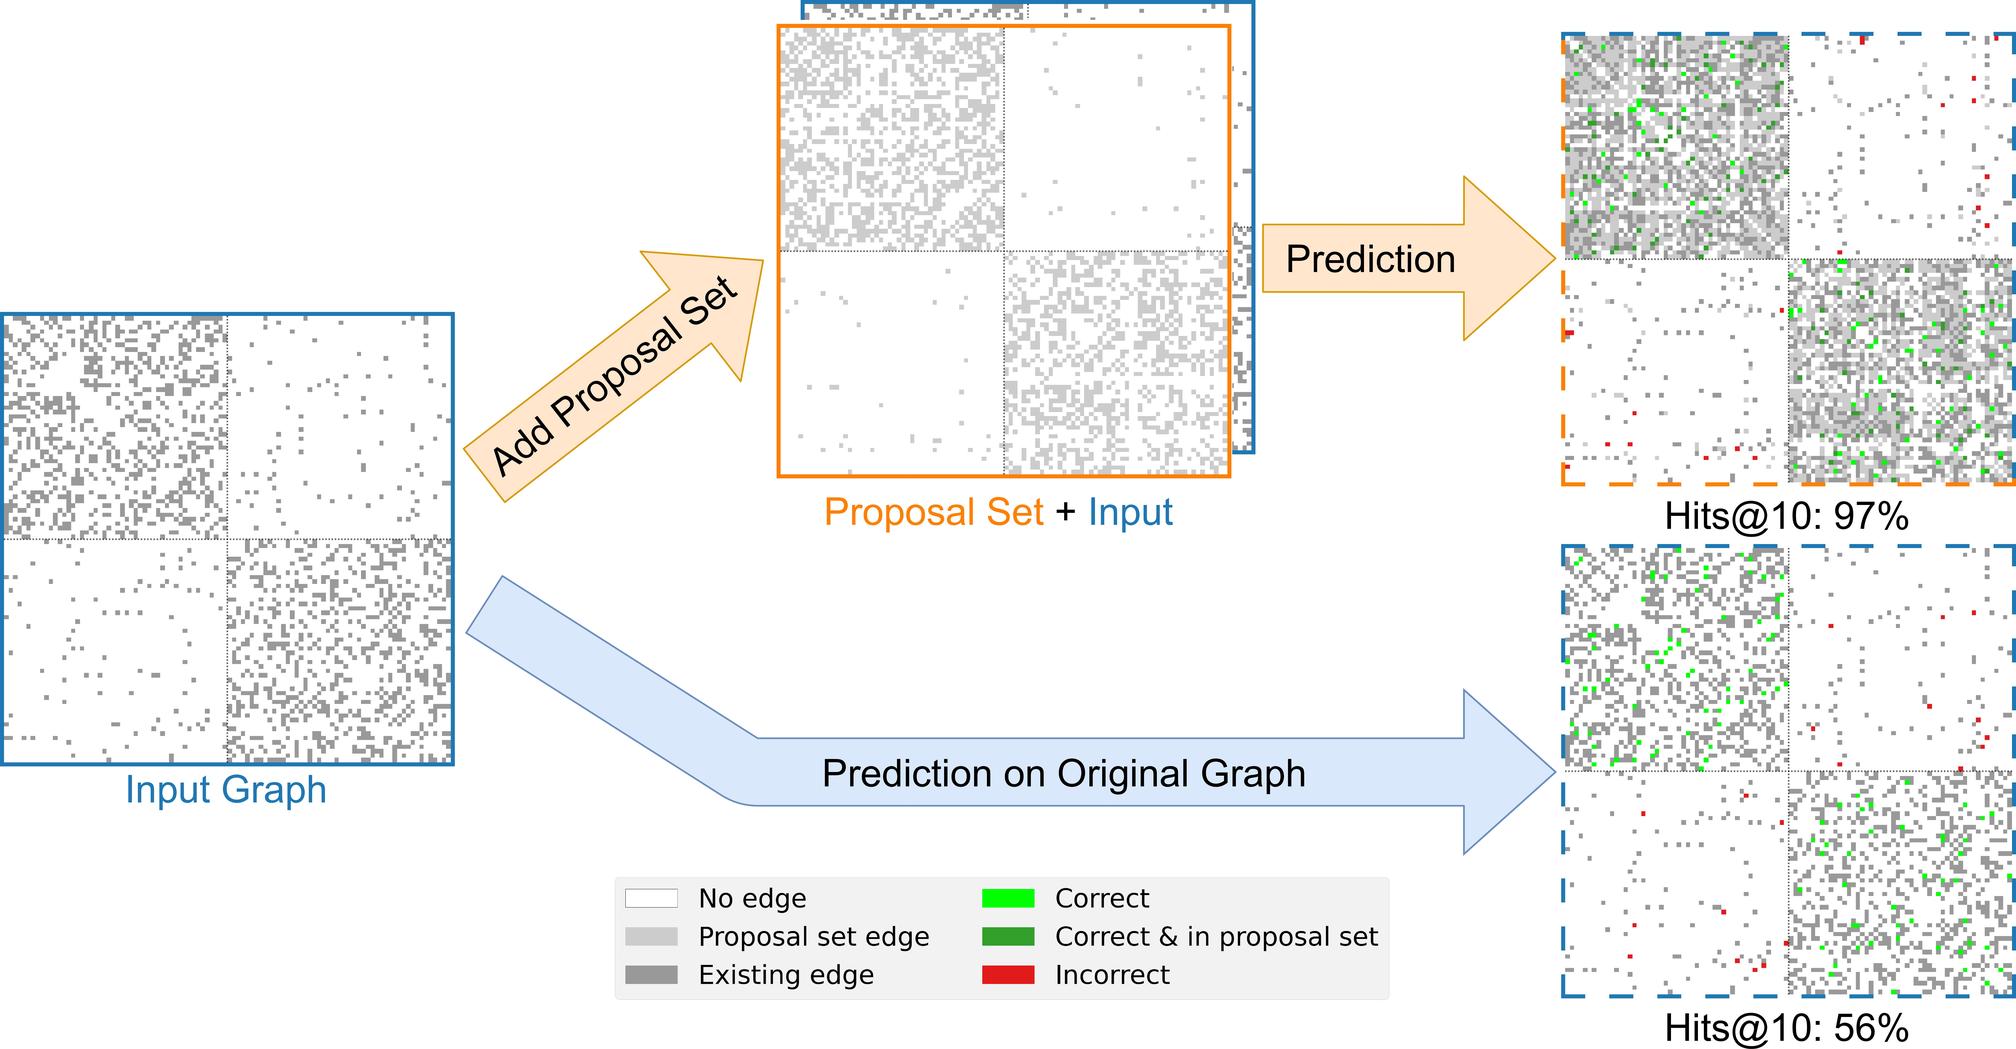 Add Proposal Set
Prediction
Proposal Set + Input
Hits@10: 97%
Input Graph
Prediction on Original Graph
No edge
Proposal set edge
Existing edge
Correct
Correct & in proposal set
Incorrect
Hits@10: 56%